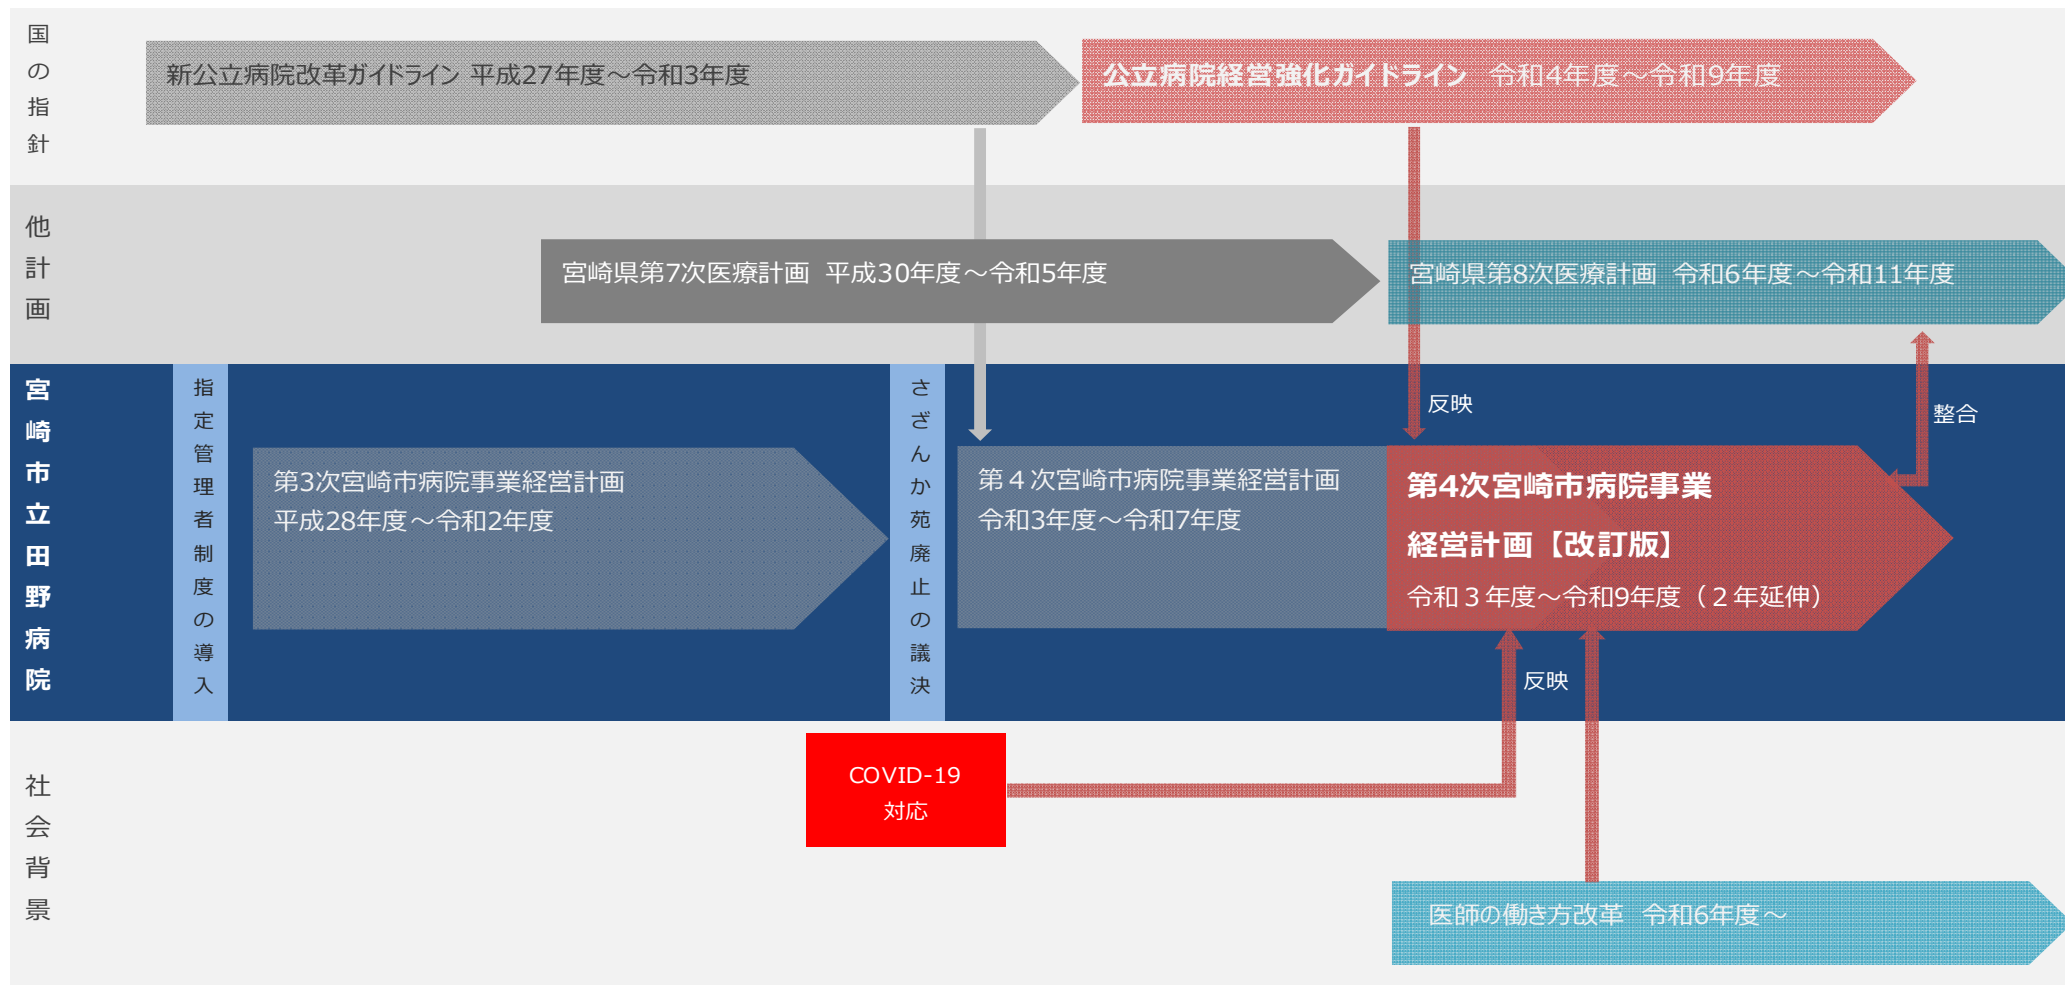 国の指針
新公立病院改革ガイドライン 平成27年度～令和3年度
公立病院経営強化ガイドライン 令和4年度～令和9年度
他計画
宮崎県第7次医療計画 平成30年度～令和5年度
宮崎県第8次医療計画 令和6年度～令和11年度
宮崎市立田野病院
指定管理者制度の導入
第3次宮崎市病院事業経営計画
平成28年度～令和2年度
さざんか苑廃止の議決
第４次宮崎市病院事業経営計画
令和3年度～令和7年度
反映
整合
第4次宮崎市病院事業
経営計画【改訂版】
令和３年度～令和9年度（２年延伸）
反映
社会背景
COVID-19
対応
医師の働き方改革 令和6年度～